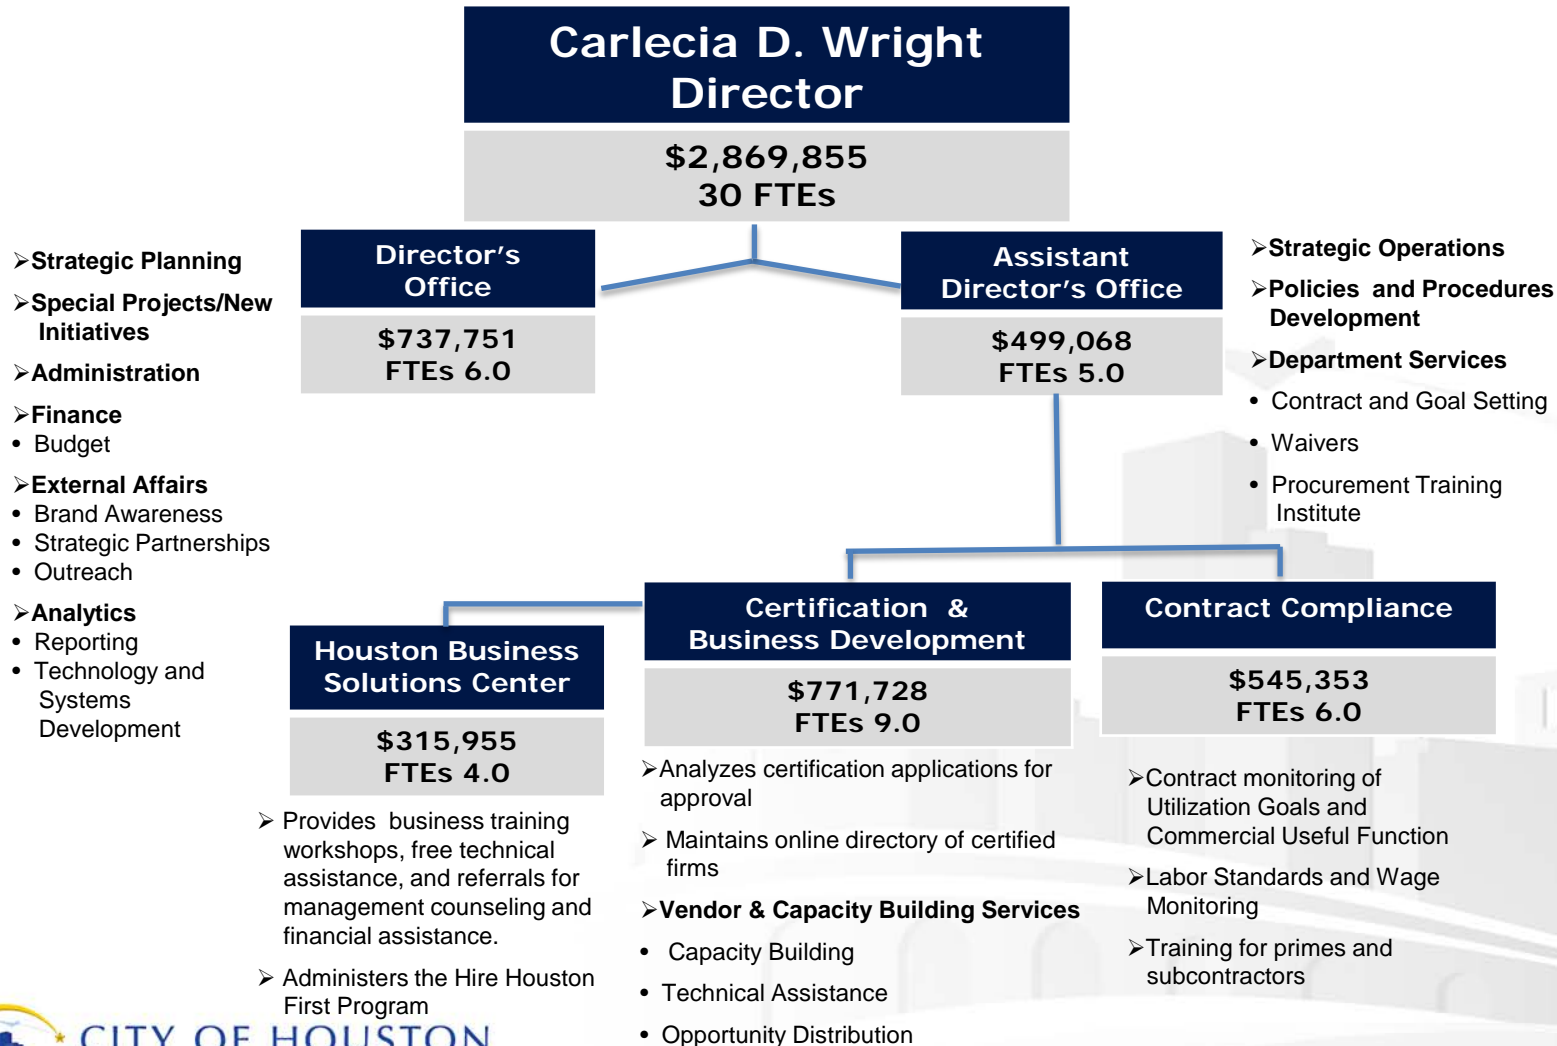 Carlecia D. Wright
Director
$2,869,855
30 FTEs
➢Strategic Planning
➢Special Projects/New
Initiatives
➢Administration
➢Finance
• Budget
➢External Affairs
• Brand Awareness
• Strategic Partnerships
• Outreach
➢Analytics
• Reporting
• Technology and
Systems
Development
Director's
Office
$737,751
FTEs 6.0
Assistant
Director's Office
$499,068
FTEs 5.0
➢Strategic Operations
➢Policies and Procedures
Development
➢Department Services
• Contract and Goal Setting
• Waivers
• Procurement Training
Institute
Houston Business
Solutions Center
$315,955
FTEs 4.0
➢ Provides business training
workshops, free technical
assistance, and referrals for
management counseling and
financial assistance.
➢ Administers the Hire Houston
First Program
Certification &
Business Development
$771,728
FTEs 9.0
➢Analyzes certification applications for
approval
➢ Maintains online directory of certified
firms
➢Vendor & Capacity Building Services
• Capacity Building
• Technical Assistance
• Opportunity Distribution
Contract Compliance
$545,353
FTEs 6.0
➢Contract monitoring of
Utilization Goals and
Commercial Useful Function
➢Labor Standards and Wage
Monitoring
➢Training for primes and
subcontractors
CITY OF HOUSTON